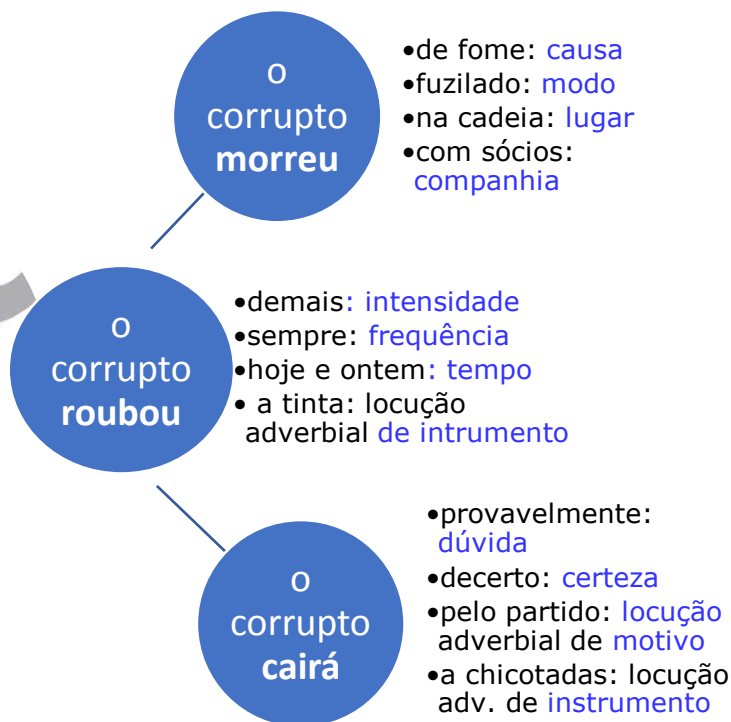 o
corrupto
morreu
•de fome: causa
•fuzilado: modo
•na cadeia: lugar
•com sócios:
companhia
o
corrupto
roubou
•demais: intensidade
•sempre: frequência
•hoje e ontem: tempo
• a tinta: locução
adverbial de intrumento
o
corrupto
cairá
•provavelmente:
dúvida
•decerto: certeza
•pelo partido: locução
adverbial de motivo
•a chicotadas: locução
adv. de instrumento